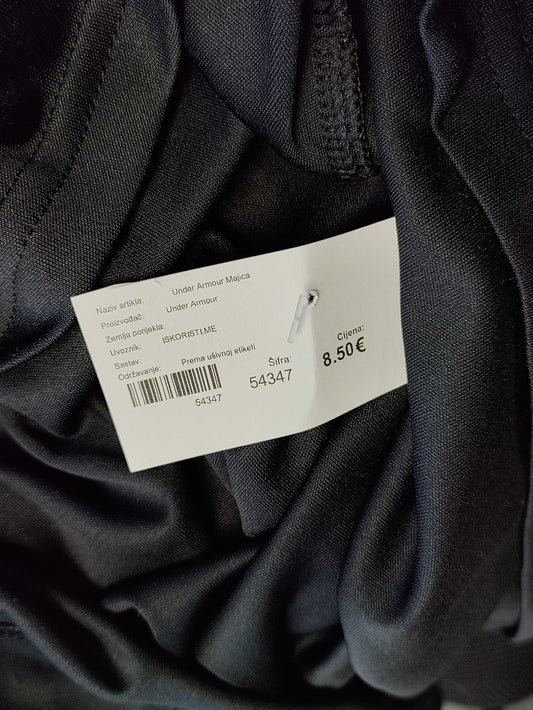 Naziv artikla: Under Armour Majica
Proizvođač: Under Armour
Zemlja porijekla:
Uvoznik: ISKORISTI.ME
Sastav:
Održavanje: Prema ušivnoj etiketi
54347
Šifra:
54347
Cijena:
8.50€